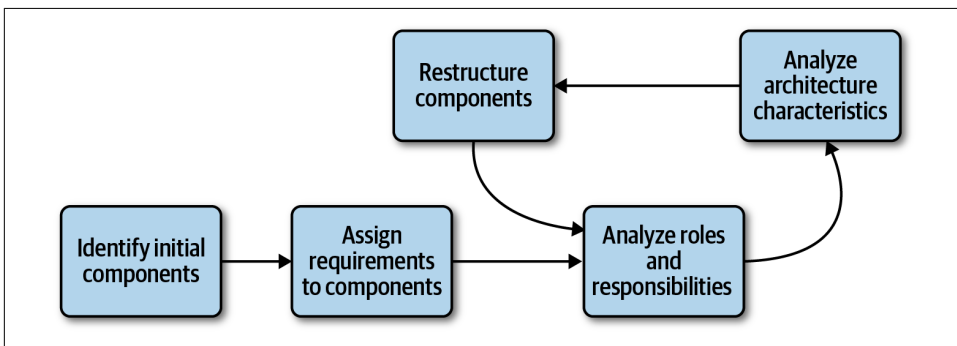 Restructure
components
Analyze
architecture
characteristics
Identify initial
components
Assign
requirements
to components
Analyze roles
and
responsibilities